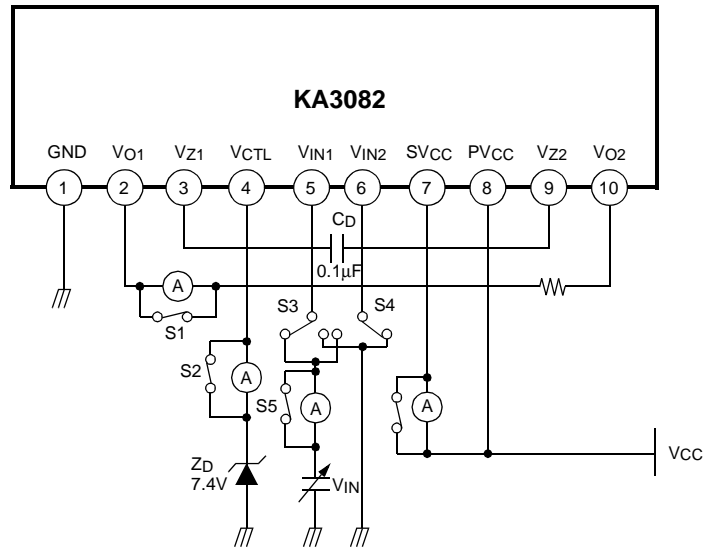 KA3082
GND VO1 VZ1 VCTL VIN1 VIN2 SVCC PVCC VZ2 VO2
1 2 3 4 5 6 7 8 9 10
CD
0.1µF
A
S1
S3 S4
S2 A
S5 A
A
ZD
7.4V
VIN
VCC